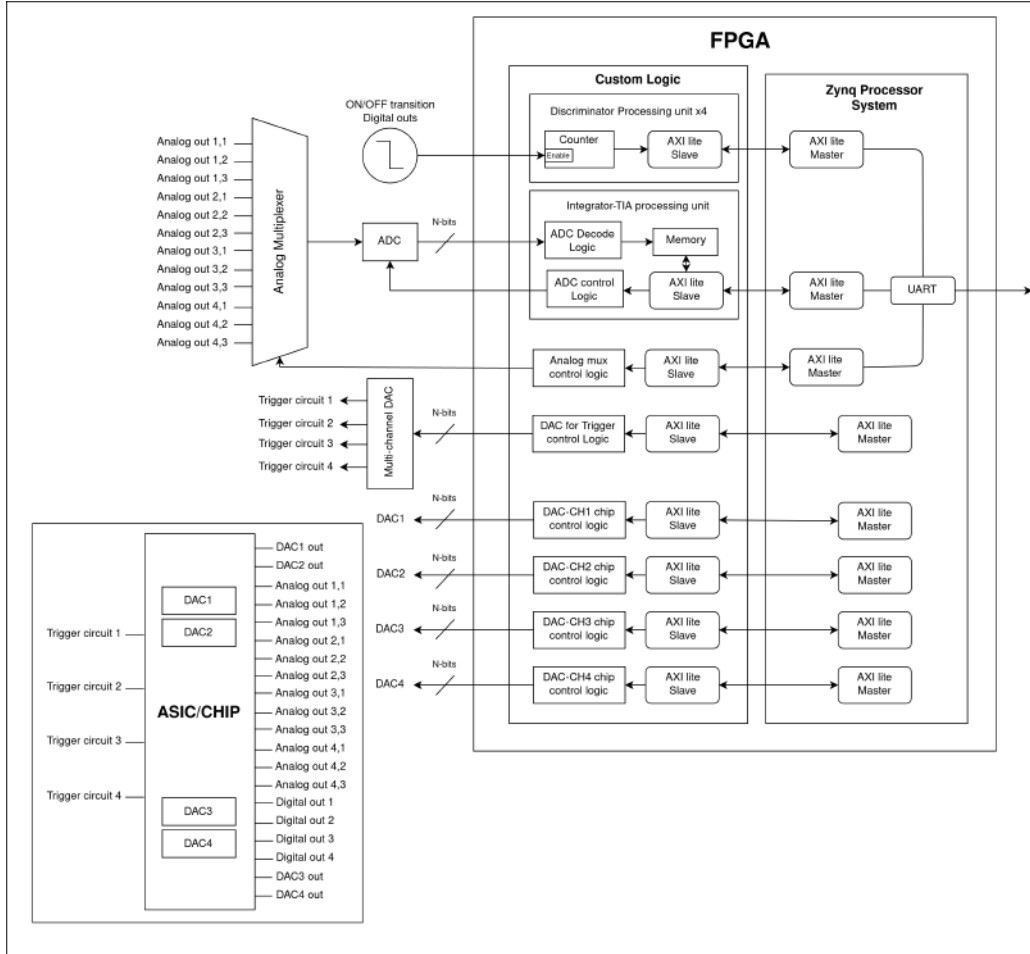 FPGA
Custom Logic
Zynq Processor
System
ON/OFF transition
Digital outs
Discriminator Processing unit x4
Counter
Enable
AXI lite
Slave
AXI lite
Master
Analog out 1,1
Analog out 1,2
Analog out 1,3
Analog out 2,1
Analog out 2,2
Analog out 2,3
Analog out 3,1
Analog out 3,2
Analog out 3,3
Analog out 4,1
Analog out 4,2
Analog out 4,3
Analog Multiplexer
ADC
N-bits
Integrator-TIA processing unit
ADC Decode
Logic
Memory
ADC control
Logic
AXI lite
Slave
AXI lite
Master
UART
Analog mux
control logic
AXI lite
Slave
AXI lite
Master
Trigger circuit 1
Trigger circuit 2
Trigger circuit 3
Trigger circuit 4
Multi-channel DAC
N-bits
DAC for Trigger
control Logic
AXI lite
Slave
AXI lite
Master
DAC1
N-bits
DAC-CH1 chip
control logic
AXI lite
Slave
AXI lite
Master
DAC2
N-bits
DAC-CH2 chip
control logic
AXI lite
Slave
AXI lite
Master
DAC3
N-bits
DAC-CH3 chip
control logic
AXI lite
Slave
AXI lite
Master
DAC4
N-bits
DAC-CH4 chip
control logic
AXI lite
Slave
AXI lite
Master
Trigger circuit 1
Trigger circuit 2
Trigger circuit 3
Trigger circuit 4
DAC1
DAC2
ASIC/CHIP
DAC3
DAC4
DAC1 out
DAC2 out
Analog out 1,1
Analog out 1,2
Analog out 1,3
Analog out 2,1
Analog out 2,2
Analog out 2,3
Analog out 3,1
Analog out 3,2
Analog out 3,3
Analog out 4,1
Analog out 4,2
Analog out 4,3
Digital out 1
Digital out 2
Digital out 3
Digital out 4
DAC3 out
DAC4 out